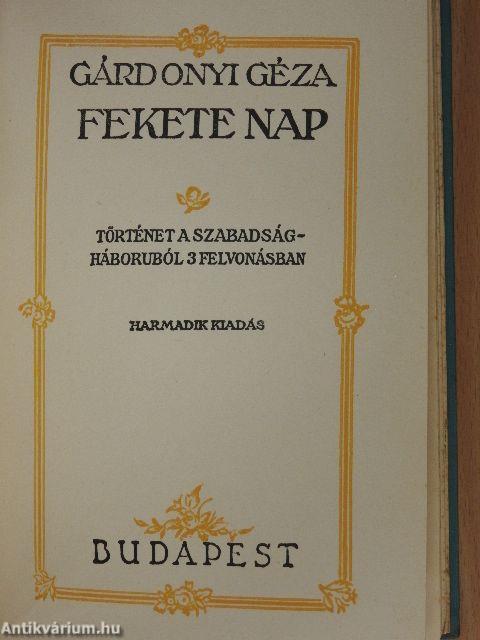 GÁRDONYI GÉZA
FEKETE NAP
TÖRTÉNET A SZABADSÁG-
HÁBORUBÓL 3 FELVONÁSBAN
HARMADIK KIADÁS
BUDAPEST
Antikvárium.hu